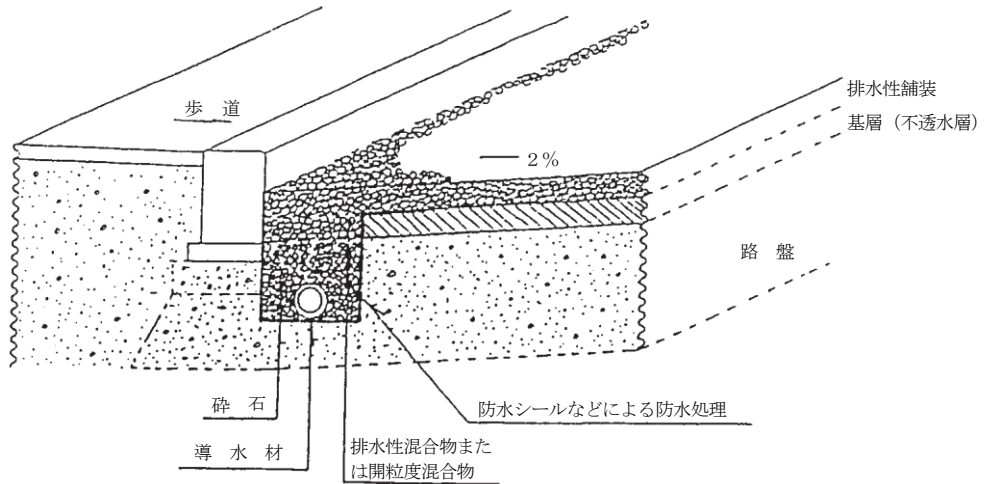 歩 道
排水性舗装
基層（不透水層）
2％
路 盤
砕 石
防水シールなどによる防水処理
導 水 材
排水性混合物また
は開粒度混合物